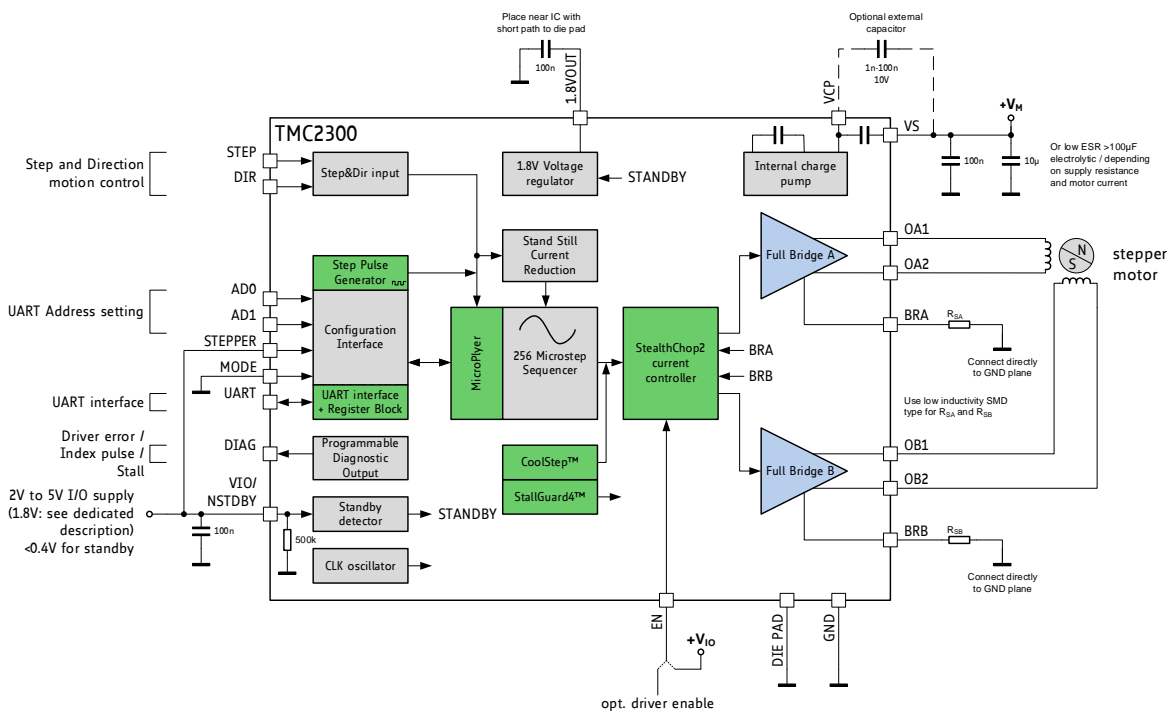 Place near IC with
short path to die pad
100n
1.8VOUT
Optional external
capacitor
1n-100n
10V
VCP
+VM
VS
100n
10µ
Or low ESR >100µF
electrolytic / depending
on supply resistance
and motor current
TMC2300
Step and Direction
motion control
STEP
DIR
Step&Dir input
1.8V Voltage
regulator
STANDBY
Internal charge
pump
Stand Still
Current
Reduction
Full Bridge A
OA1
OA2
N
S
stepper
motor
Step Pulse
Generator
UART Address setting
AD0
AD1
STEPPER
MODE
UART
Configuration
Interface
MicroPlyer
256 Microstep
Sequencer
StealthChop2
current
controller
BRA
BRB
BRA
RSA
Connect directly
to GND plane
UART interface
UART interface
+ Register Block
Use low inductivity SMD
type for RSA and RSB
Driver error /
Index pulse /
Stall
DIAG
Programmable
Diagnostic
Output
CoolStep™
StallGuard4™
Full Bridge B
OB1
OB2
VIO/
NSTDBY
2V to 5V I/O supply
(1.8V: see dedicated
description)
<0.4V for standby
100n
500k
Standby
detector
STANDBY
BRB
RSB
Connect directly
to GND plane
CLK oscillator
EN
+VIO
DIE PAD
GND
opt. driver enable